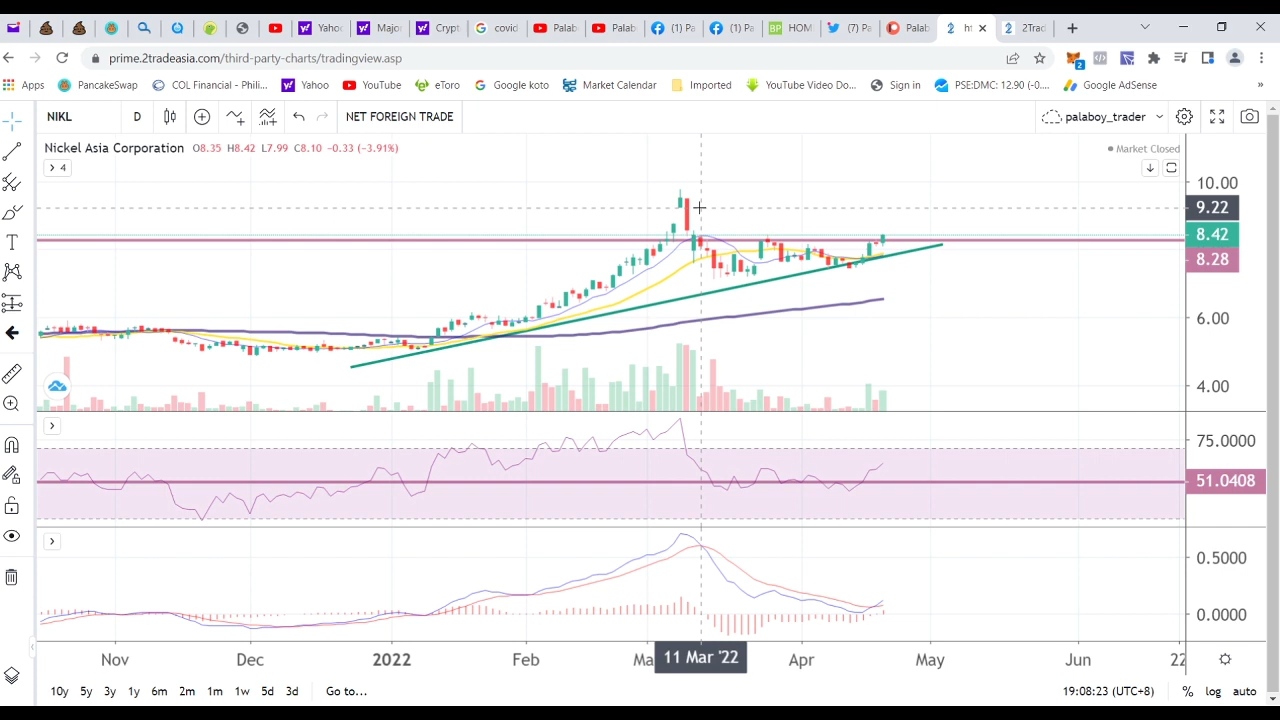 Yahoo
Majo
Crypt
covid
Palab
Palab
(1) Pa
(1) Pa
HOM
(7) Pa
Palab
ht
2Trad
prime.2tradeasia.com/third-party-charts/tradingview.asp
2
Apps PancakeSwap COL Financial - Phili... Yahoo YouTube eToro Google koto Market Calendar Imported YouTube Video Do... Sign in PSE:DMC: 12.90 (-0.... Google AdSense »
NIKL D NET FOREIGN TRADE palaboy_trader
Nickel Asia Corporation O8.35 H8.42 L7.99 C8.10 -0.33 (-3.91%) Market Closed
4
10.00
9.22
8.42
8.28
6.00
4.00
75.0000
51.0408
0.5000
0.0000
Nov Dec 2022 Feb Ma 11 Mar '22 Apr May Jun 22
10y 5y 3y 1y 6m 2m 1m 1w 5d 3d Go to... 19:08:23 (UTC+8) % log auto